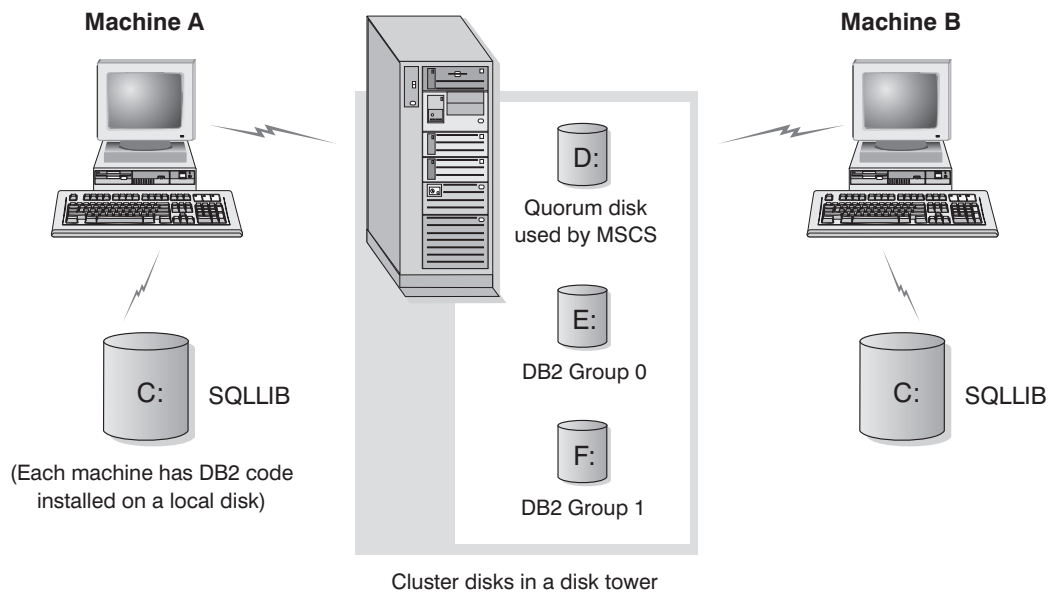 Machine A
Machine B
D:
Quorum disk
used by MSCS
E:
DB2 Group 0
C:
SQLLIB
C:
SQLLIB
F:
(Each machine has DB2 code
installed on a local disk)
DB2 Group 1
Cluster disks in a disk tower